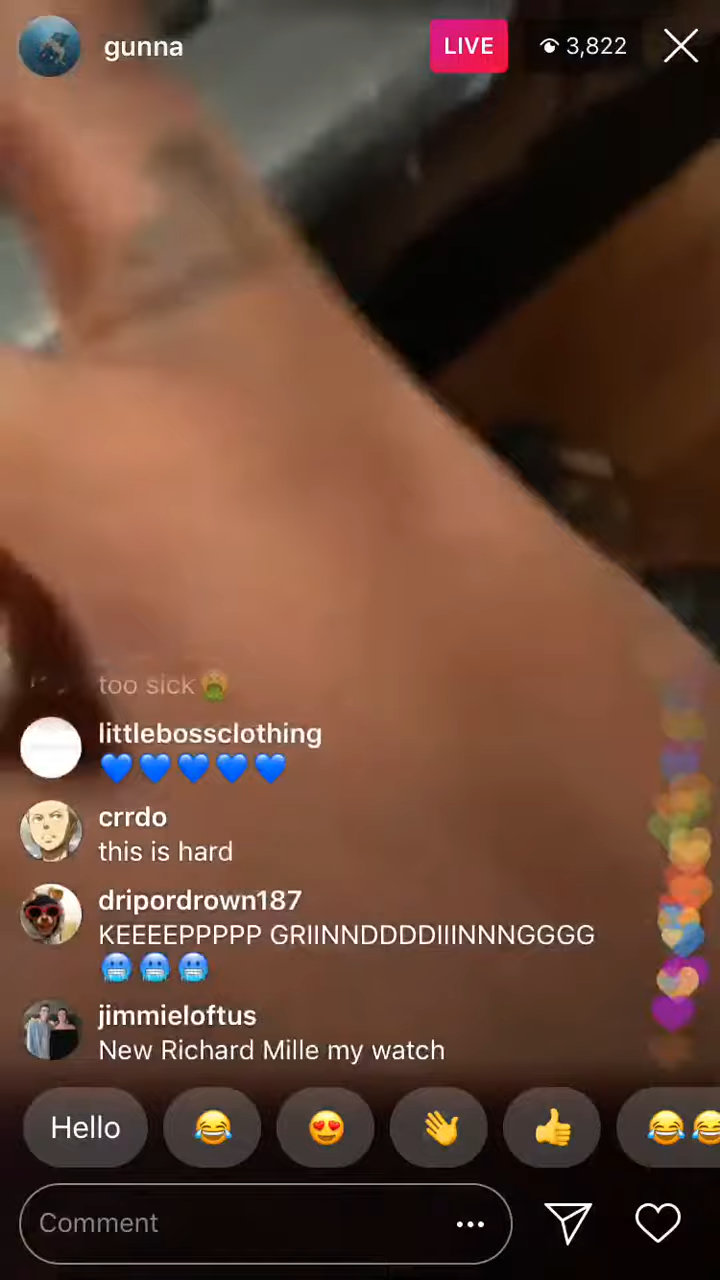 gunna
LIVE
3,822
too sick🤮
littlebossclothing
💙💙💙💙💙
crrdo
this is hard
dripordrown187
KEEEEPPPPP GRIINNDDDDIIINNNGGGG
🥶🥶🥶
jimmieloftus
New Richard Mille my watch
Hello
Comment